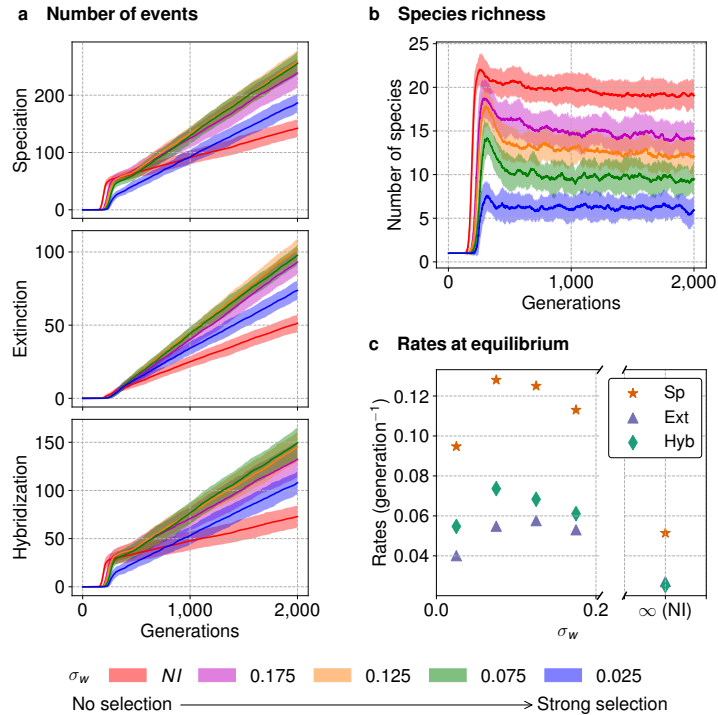 a Number of events
Speciation
200
100
0
Extinction
100
50
0
Hybridization
150
100
50
0
0
1,000
2,000
Generations
b Species richness
Number of species
25
20
15
10
5
0
0
1,000
2,000
Generations
c Rates at equilibrium
Rates (generation⁻¹)
0.12
0.10
0.08
0.06
0.04
Sp
Ext
Hyb
0.0
0.2
∞ (NI)
σ_w
σ_w NI 0.175 0.125 0.075 0.025
No selection Strong selection